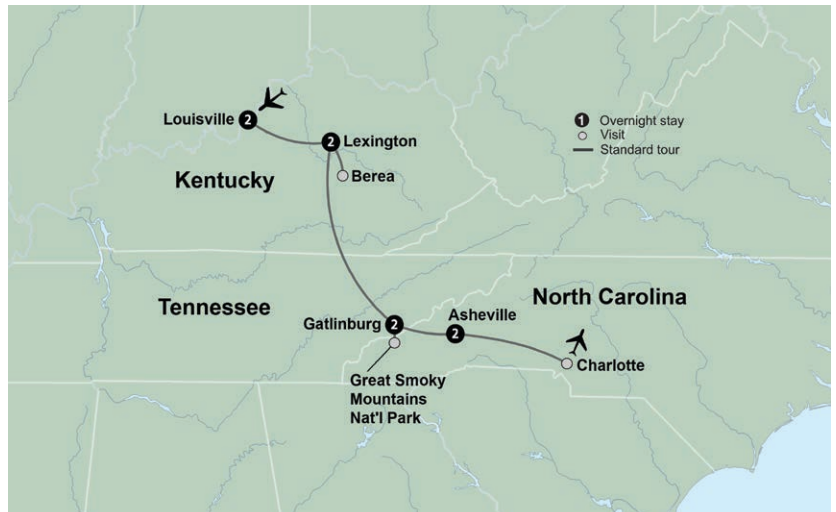 Louisville 2
2 Lexington
Berea
Kentucky
1 Overnight stay
Visit
Standard tour
Tennessee
North Carolina
Gatlinburg 2
Asheville
2
Charlotte
Great Smoky
Mountains
Nat'l Park